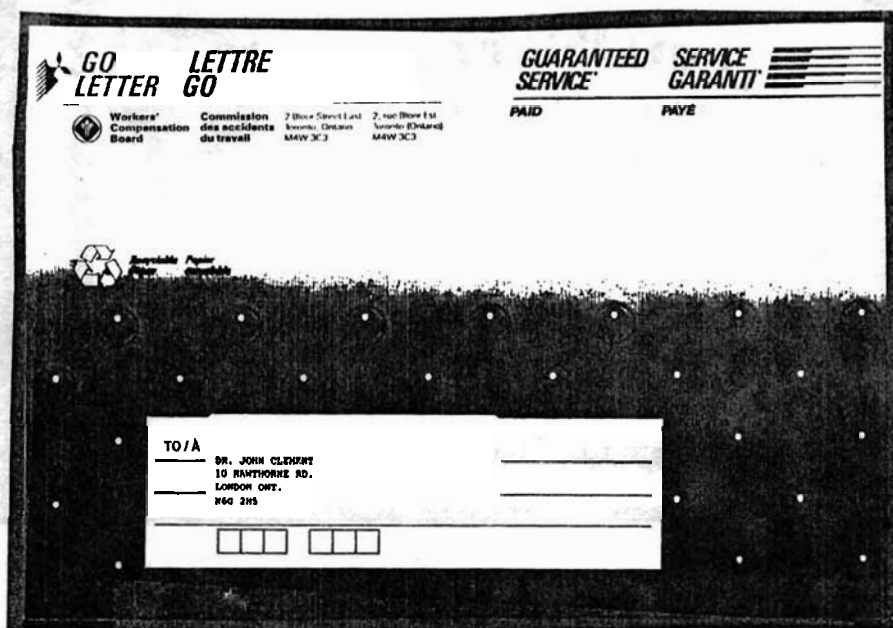 GO LETTER
LETTRE GO
GUARANTEED SERVICE*
SERVICE GARANTI*
PAID
PAYÉ
Workers' Compensation Board
Commission des accidents du travail
2 Bloor Street East
Toronto, Ontario
M4W 3C3
2, rue Bloor Est
Toronto (Ontario)
M4W 3C3
Recyclable Paper
Papier
TO / À
DR. JOHN CLEMENT
10 HAWTHORNE RD.
LONDON ONT.
N6G 2H5